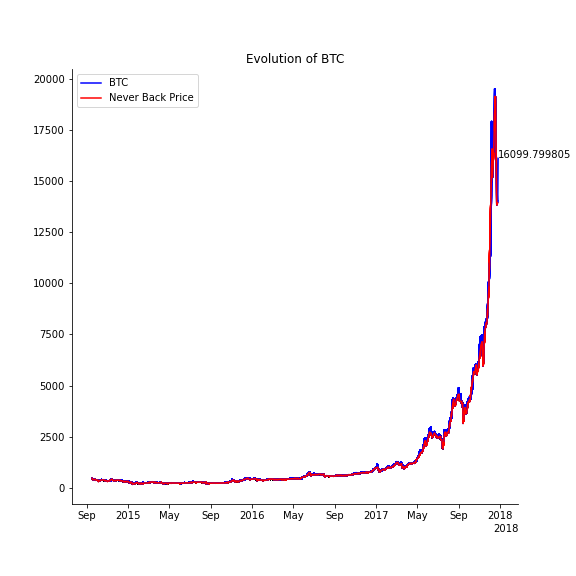 Evolution of BTC
BTC
Never Back Price
20000
17500
15000
12500
10000
7500
5000
2500
0
16099.799805
Sep 2015 May Sep 2016 May Sep 2017 May Sep 2018
2018